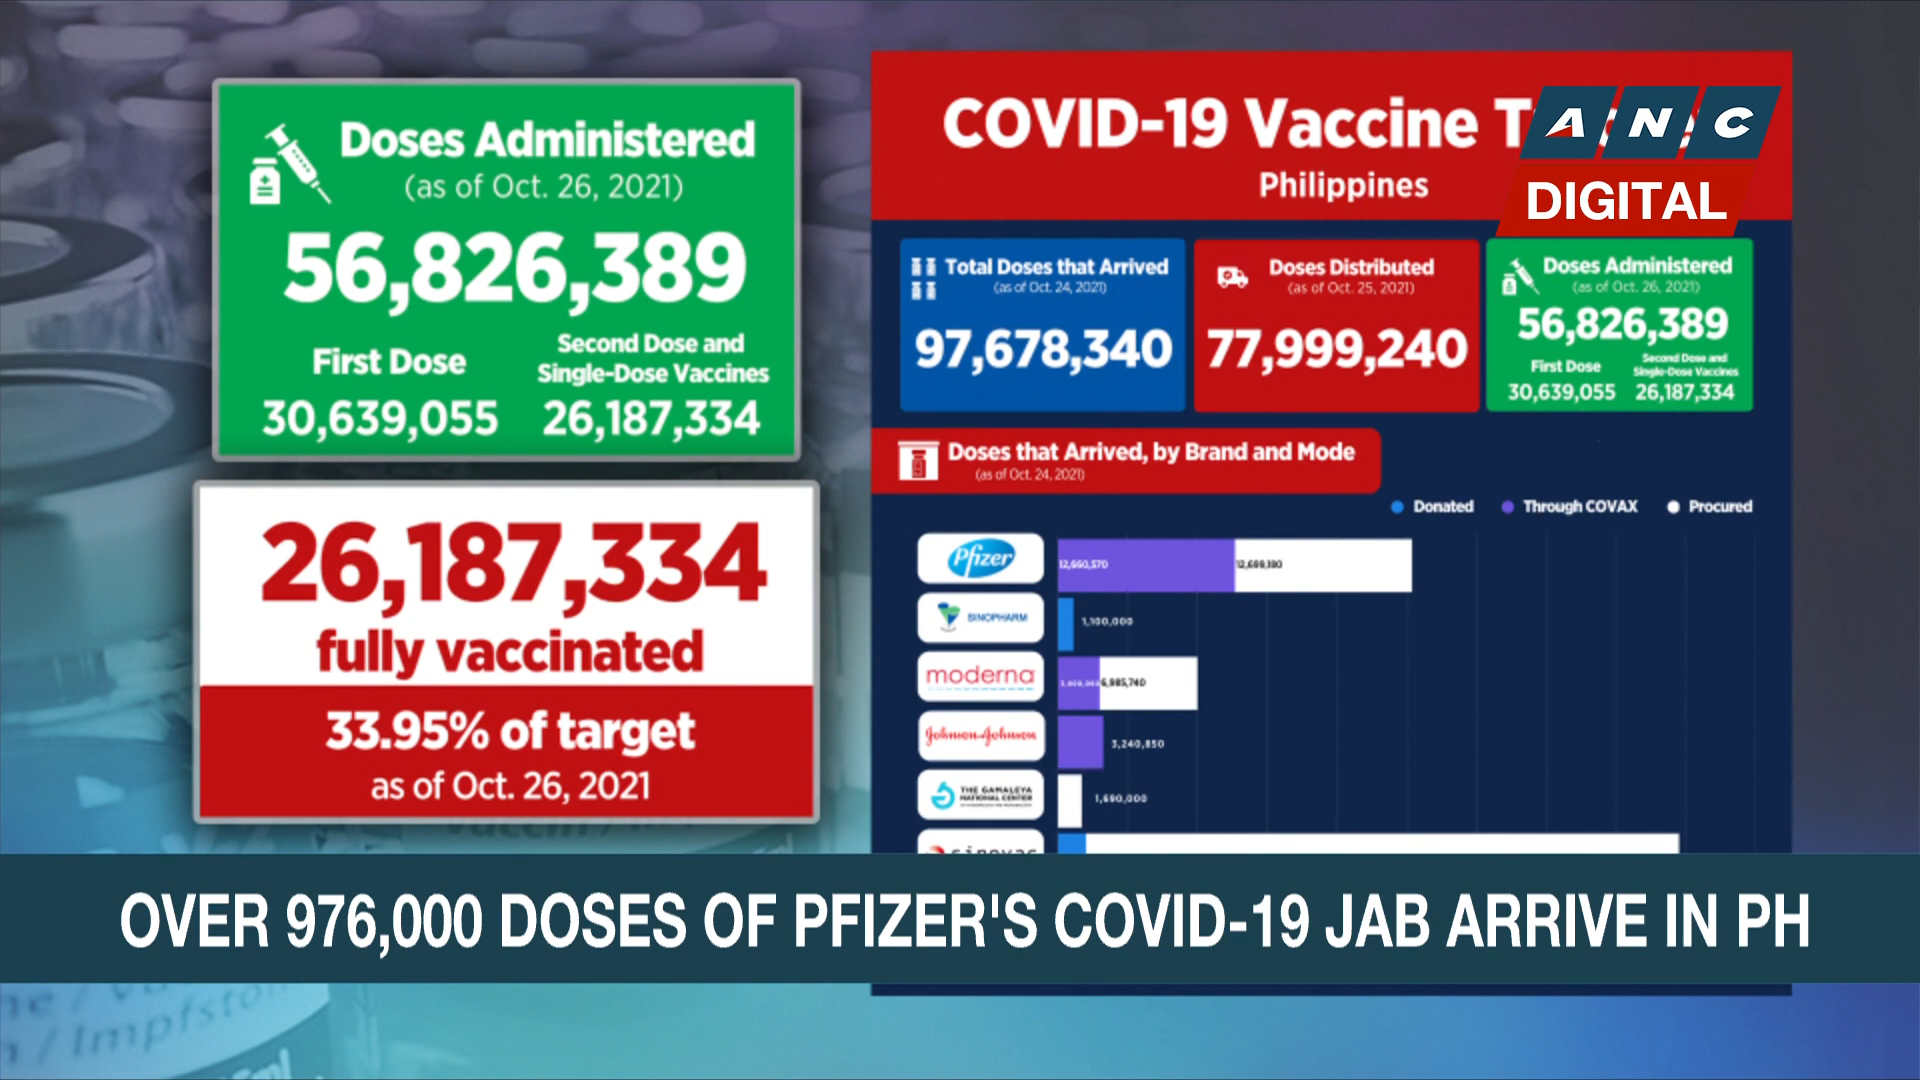 Doses Administered
(as of Oct. 26, 2021)
56,826,389
First Dose
30,639,055
Second Dose and
Single-Dose Vaccines
26,187,334
26,187,334
fully vaccinated
33.95% of target
as of Oct. 26, 2021
COVID-19 Vaccine
Philippines
ANC
DIGITAL
Total Doses that Arrived
(as of Oct. 24, 2021)
97,678,340
Doses Distributed
(as of Oct. 25, 2021)
77,999,240
Doses Administered
(as of Oct. 26, 2021)
56,826,389
First Dose
30,639,055
Second Dose and
Single-Dose Vaccines
26,187,334
Doses that Arrived, by Brand and Mode
(as of Oct. 24, 2021)
Donated
Through COVAX
Procured
Pfizer
12,660,570
SINOPHARM
1,100,000
moderna
6,985,740
Johnson & Johnson
3,240,850
THE GAMALEYA
NATIONAL CENTER
1,690,000
OVER 976,000 DOSES OF PFIZER'S COVID-19 JAB ARRIVE IN PH
/ Impfstoff